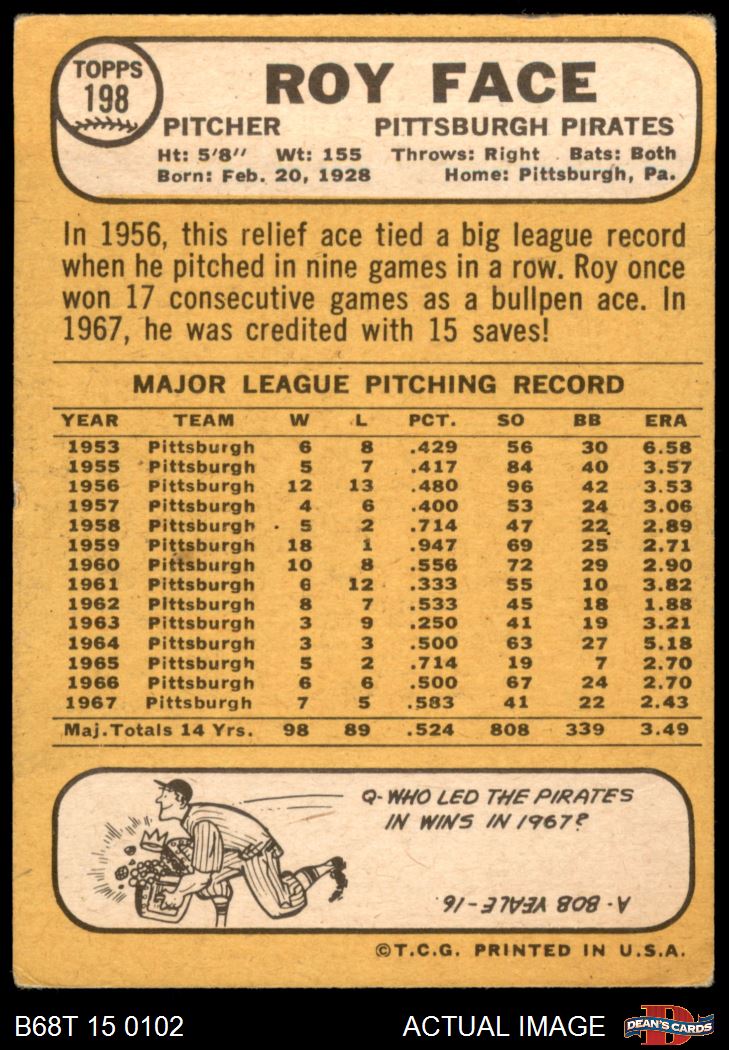 TOPPS
198
ROY FACE
PITCHER PITTSBURGH PIRATES
Ht: 5'8" Wt: 155 Throws: Right Bats: Both
Born: Feb. 20, 1928 Home: Pittsburgh, Pa.
In 1956, this relief ace tied a big league record
when he pitched in nine games in a row. Roy once
won 17 consecutive games as a bullpen ace. In
1967, he was credited with 15 saves!
MAJOR LEAGUE PITCHING RECORD
YEAR TEAM W L PCT. SO BB ERA
1953 Pittsburgh 6 8 .429 56 30 6.58
1955 Pittsburgh 5 7 .417 84 40 3.57
1956 Pittsburgh 12 13 .480 96 42 3.53
1957 Pittsburgh 4 6 .400 53 24 3.06
1958 Pittsburgh 5 2 .714 47 22 2.89
1959 Pittsburgh 18 1 .947 69 25 2.71
1960 Pittsburgh 10 8 .556 72 29 2.90
1961 Pittsburgh 6 12 .333 55 10 3.82
1962 Pittsburgh 8 7 .533 45 18 1.88
1963 Pittsburgh 3 9 .250 41 19 3.21
1964 Pittsburgh 3 3 .500 63 27 5.18
1965 Pittsburgh 5 2 .714 19 7 2.70
1966 Pittsburgh 6 6 .500 67 24 2.70
1967 Pittsburgh 7 5 .583 41 22 2.43
Maj.Totals 14 Yrs. 98 89 .524 808 339 3.49
Q-WHO LED THE PIRATES
IN WINS IN 1967?
A-BOB VEALE-16.
©T.C.G. PRINTED IN U.S.A.
B68T 15 0102 ACTUAL IMAGE DEAN'S CARDS